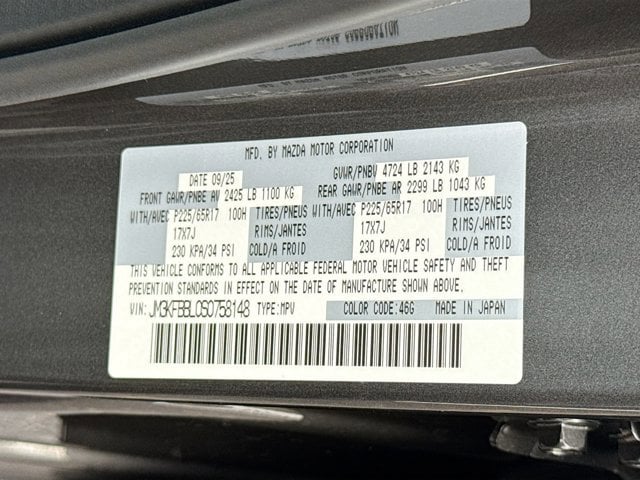 MFD. BY MAZDA MOTOR CORPORATION
DATE 09/25 GVWR/PNBV 4724 LB 2143 KG
FRONT GAWR/PNBE AV 2425 LB 1100 KG REAR GAWR/PNBE AR 2299 LB 1043 KG
WITH/AVEC P225/65R17 100H TIRES/PNEUS WITH/AVEC P225/65R17 100H TIRES/PNEUS
17X7J RIMS/JANTES 17X7J RIMS/JANTES
230 KPA/34 PSI COLD/A FROID 230 KPA/34 PSI COLD/A FROID
THIS VEHICLE CONFORMS TO ALL APPLICABLE FEDERAL MOTOR VEHICLE SAFETY AND THEFT
PREVENTION STANDARDS IN EFFECT ON THE DATE OF MANUFACTURE SHOWN ABOVE.
VIN: JM3KFBBL0S0758148 TYPE:MPV COLOR CODE:46G MADE IN JAPAN